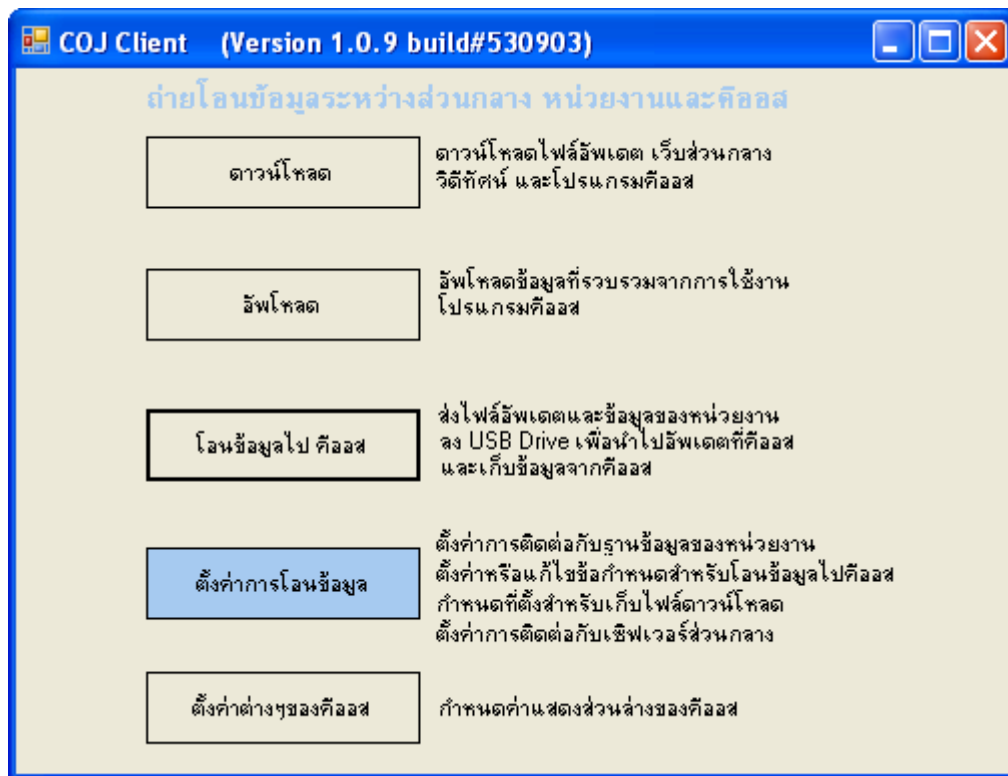 COJ Client (Version 1.0.9 build#530903)
ถ่ายโอนข้อมูลระหว่างส่วนกลาง หน่วยงานและคีออส
ดาวน์โหลด
ดาวน์โหลดไฟล์อัพเดต เว็บส่วนกลาง
วิดีทัศน์ และโปรแกรมคีออส
อัพโหลด
อัพโหลดข้อมูลที่รวบรวมจากการใช้งาน
โปรแกรมคีออส
โอนข้อมูลไป คีออส
ส่งไฟล์อัพเดตและข้อมูลของหน่วยงาน
ลง USB Drive เพื่อนำไปอัพเดตที่คีออส
และเก็บข้อมูลจากคีออส
ตั้งค่าการโอนข้อมูล
ตั้งค่าการติดต่อกับฐานข้อมูลของหน่วยงาน
ตั้งค่าหรือแก้ไขข้อกำหนดสำหรับโอนข้อมูลไปคีออส
กำหนดที่ตั้งสำหรับเก็บไฟล์ดาวน์โหลด
ตั้งค่าการติดต่อกับเซิฟเวอร์ส่วนกลาง
ตั้งค่าต่างๆของคีออส
กำหนดค่าแสดงส่วนล่างของคีออส